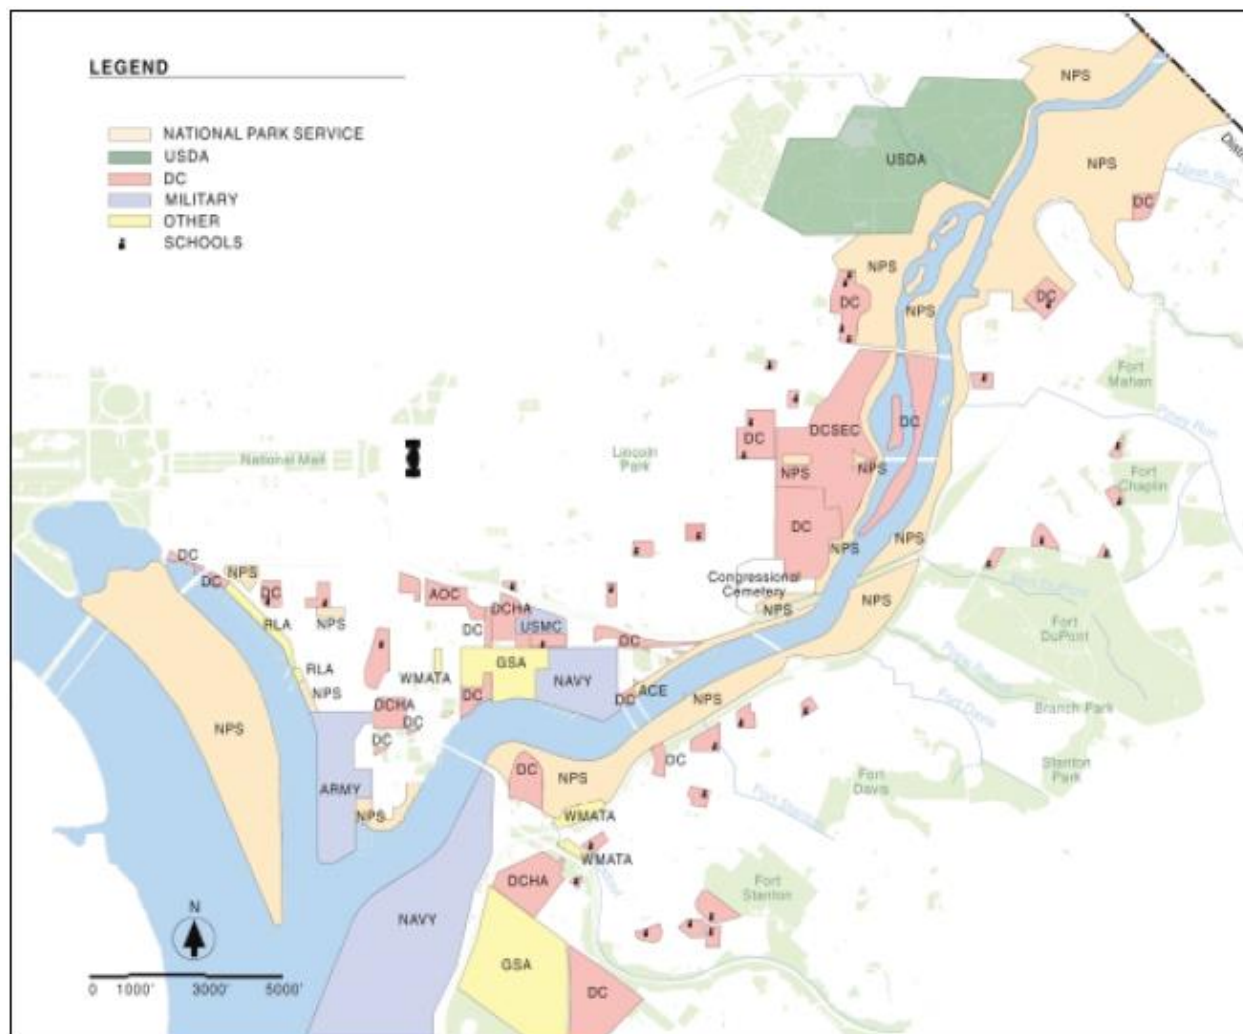 LEGEND
NATIONAL PARK SERVICE
USDA
DC
MILITARY
OTHER
SCHOOLS
NPS
USDA
NPS
DC
NPS
DC
DC
NPS
Fort
Mahan
Piney Run
DC
DCSEC
DC
National Mall
Lincoln
Park
NPS
NPS
Fort
Chaplin
DC
NPS
NPS
DC
NPS
DC
DC
Congressional
Cemetery
NPS
NPS
AOC
DCHA
USMC
DC
NPS
RLA
Fort
DuPont
DC
GSA
NAVY
WMATA
RLA
NPS
DC
DC
ACE
NPS
Fort Davis
Branch Park
DCHA
DC
DC
NPS
Stanton
Park
DC
DC
NPS
Fort
Davis
ARMY
NPS
WMATA
WMATA
DCHA
Fort
Stanton
N
NAVY
GSA
DC
0 1000' 3000' 5000'